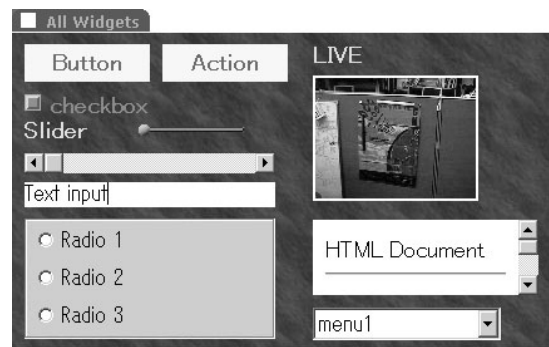 All Widgets
Button
Action
checkbox
Slider
Text input
Radio 1
Radio 2
Radio 3
LIVE
HTML Document
menu1